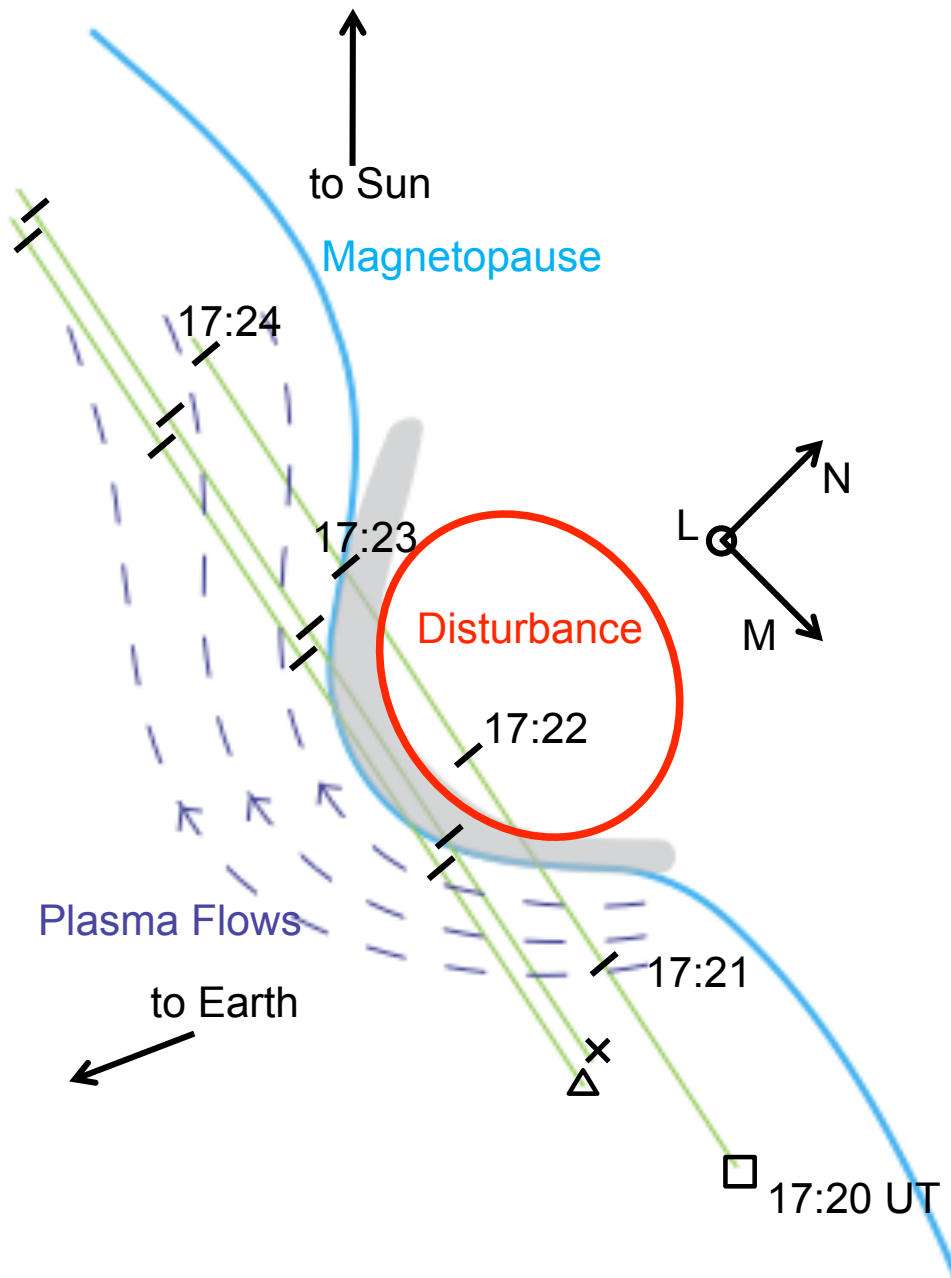 to Sun
Magnetopause
17:24
17:23
L
N
M
Disturbance
17:22
Plasma Flows
17:21
to Earth
17:20 UT